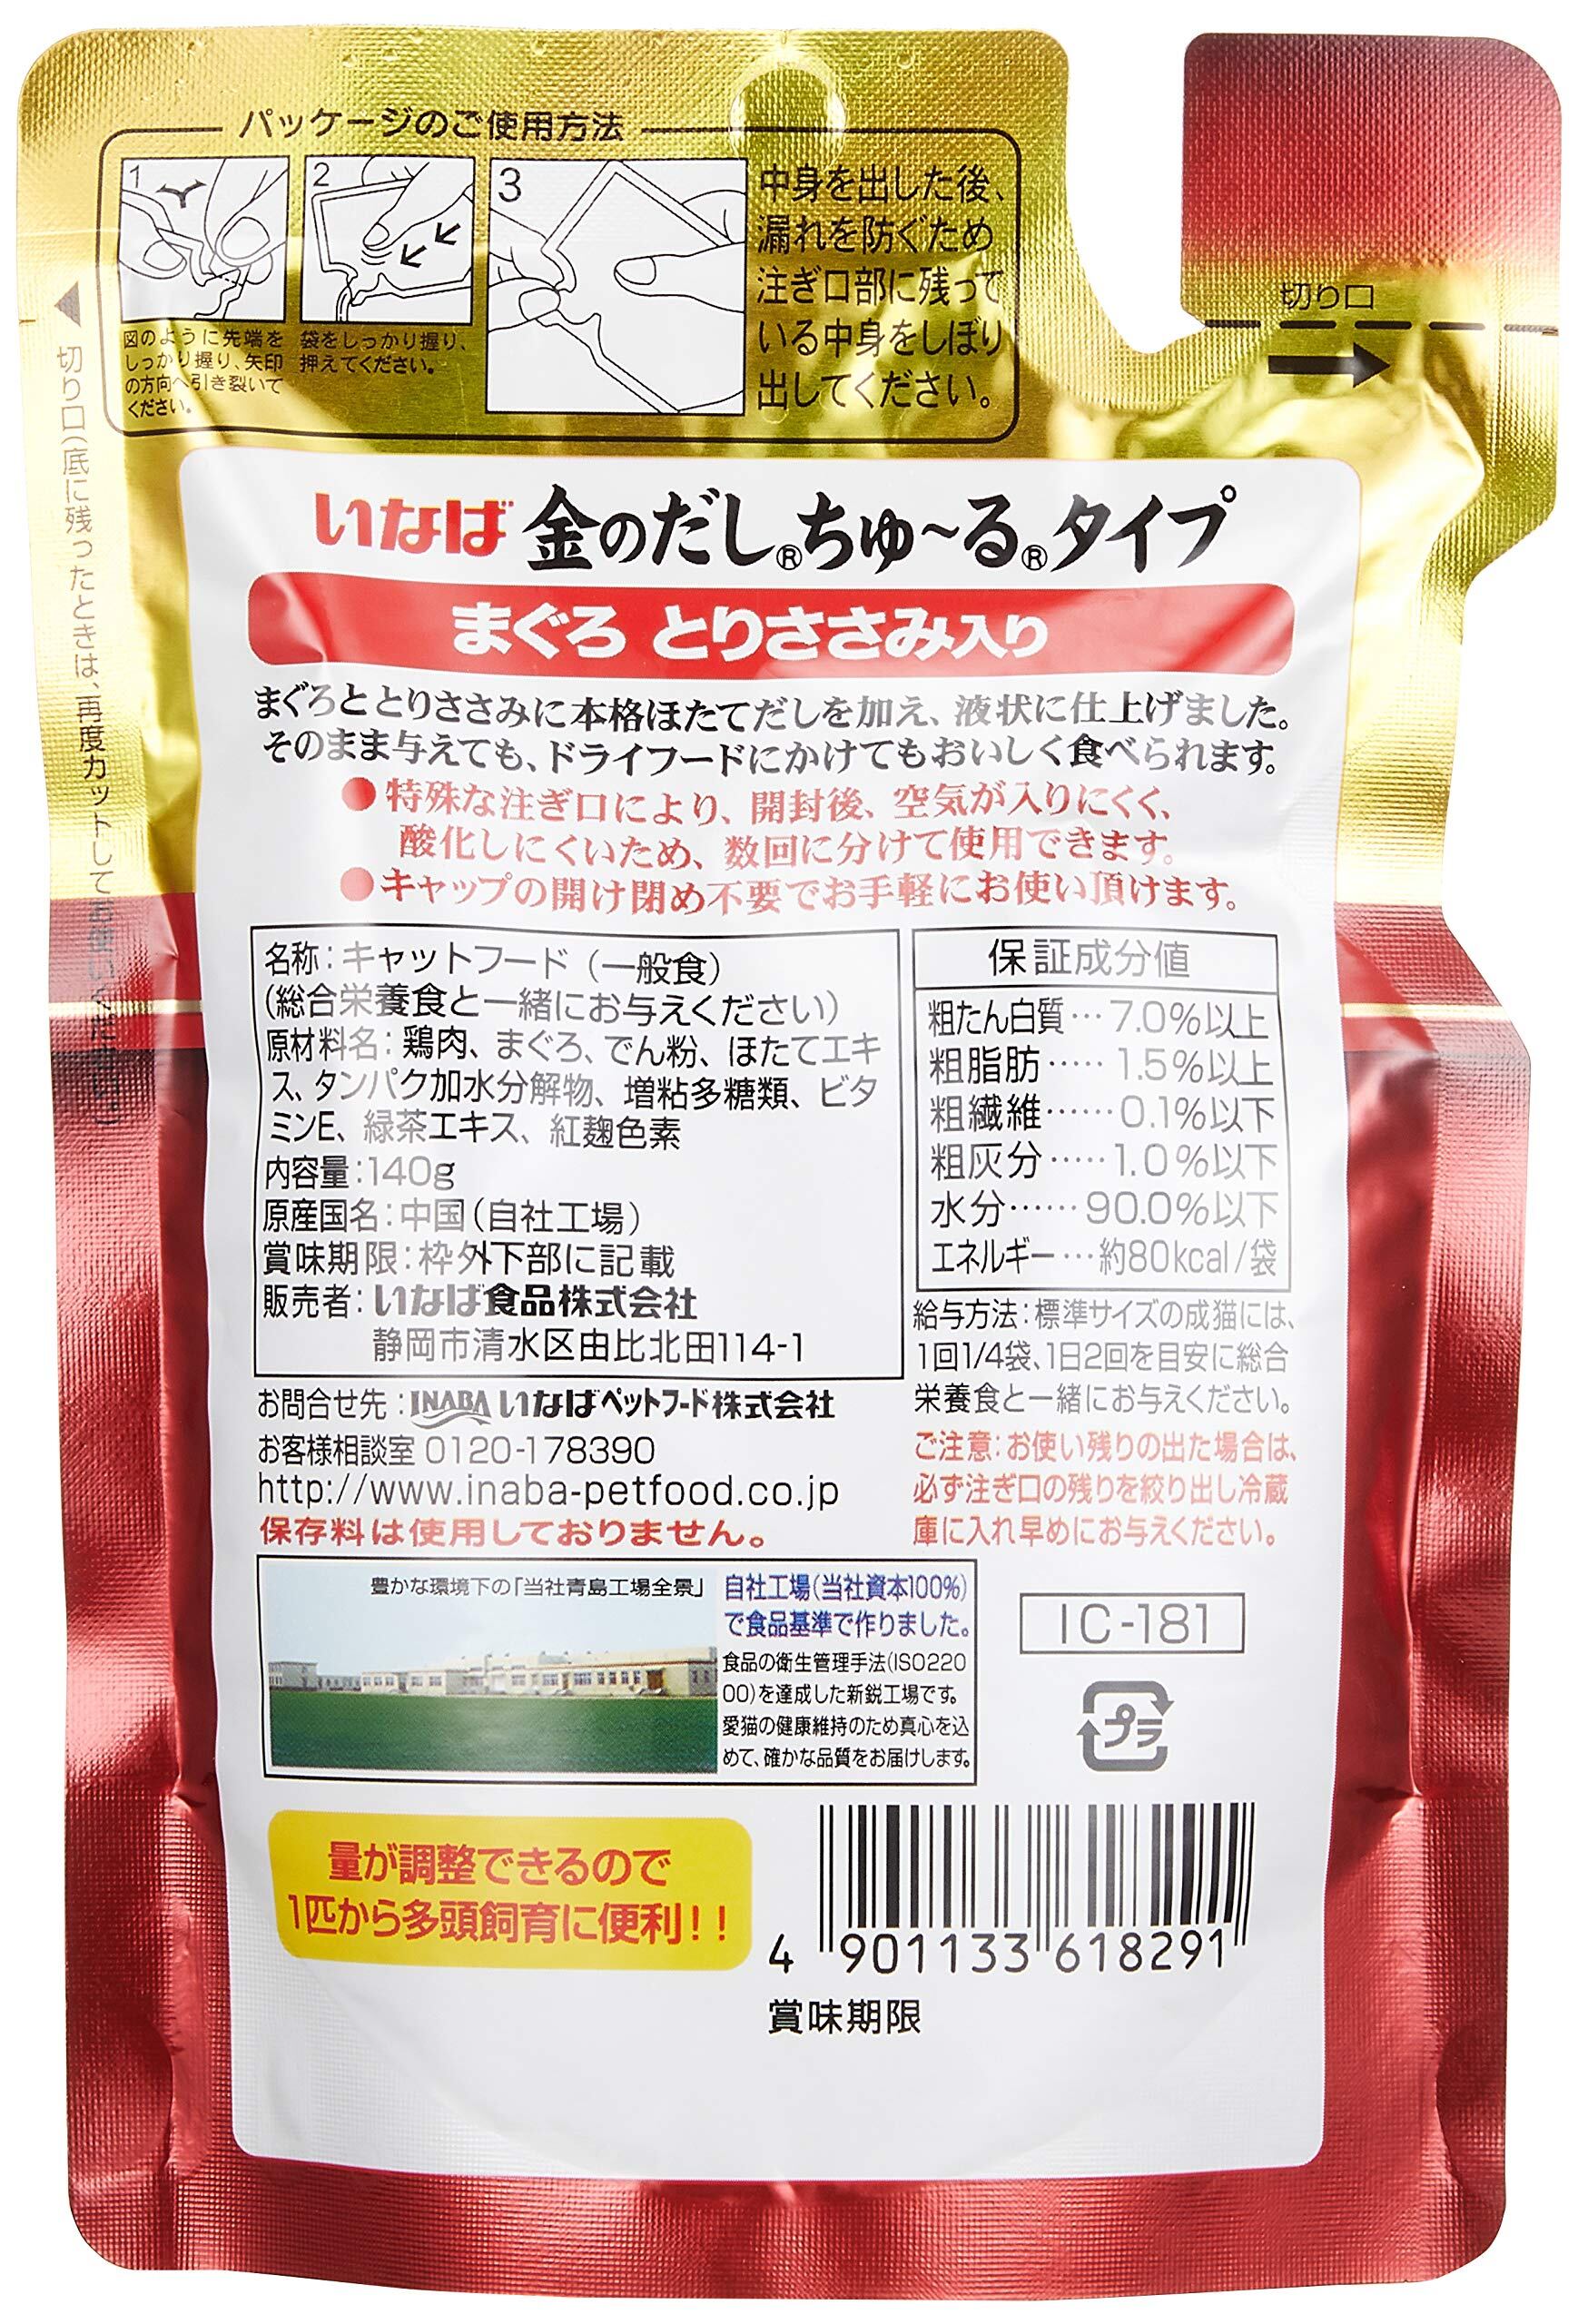 パッケージのご使用方法
1
2
3
図のように先端を
しっかり握り、矢印
の方向へ引き裂いて
ください。
袋をしっかり握り、
押えてください。
中身を出した後、
漏れを防ぐため
注ぎ口部に残って
いる中身をしぼり
出してください。
切り口
切り口(底に残ったときは、再度カットしてお使いください。)
いなば 金のだし®ちゅ~る®タイプ
まぐろ とりささみ入り
まぐろととりささみに本格ほたてだしを加え、液状に仕上げました。
そのまま与えても、ドライフードにかけてもおいしく食べられます。
●特殊な注ぎ口により、開封後、空気が入りにくく、
酸化しにくいため、数回に分けて使用できます。
●キャップの開け閉め不要でお手軽にお使い頂けます。
名称:キャットフード(一般食)
(総合栄養食と一緒にお与えください)
原材料名:鶏肉、まぐろ、でん粉、ほたてエキ
ス、タンパク加水分解物、増粘多糖類、ビタ
ミンE、緑茶エキス、紅麹色素
内容量:140g
原産国名:中国(自社工場)
賞味期限:枠外下部に記載
販売者:いなば食品株式会社
静岡市清水区由比北田114-1
保証成分値
粗たん白質…7.0%以上
粗脂肪……1.5%以上
粗繊維……0.1%以下
粗灰分……1.0%以下
水分……90.0%以下
エネルギー…約80kcal/袋
給与方法:標準サイズの成猫には、
1回1/4袋、1日2回を目安に総合
栄養食と一緒にお与えください。
ご注意:お使い残りの出た場合は、
必ず注ぎ口の残りを絞り出し冷蔵
庫に入れ早めにお与えください。
お問合せ先:INABA いなばペットフード株式会社
お客様相談室 0120-178390
http://www.inaba-petfood.co.jp
保存料は使用しておりません。
豊かな環境下の「当社青島工場全景」
自社工場(当社資本100%)
で食品基準で作りました。
食品の衛生管理手法(ISO220
00)を達成した新鋭工場です。
愛猫の健康維持のため真心を込
めて、確かな品質をお届けします。
IC-181
プラ
量が調整できるので
1匹から多頭飼育に便利!!
4 901133 618291
賞味期限